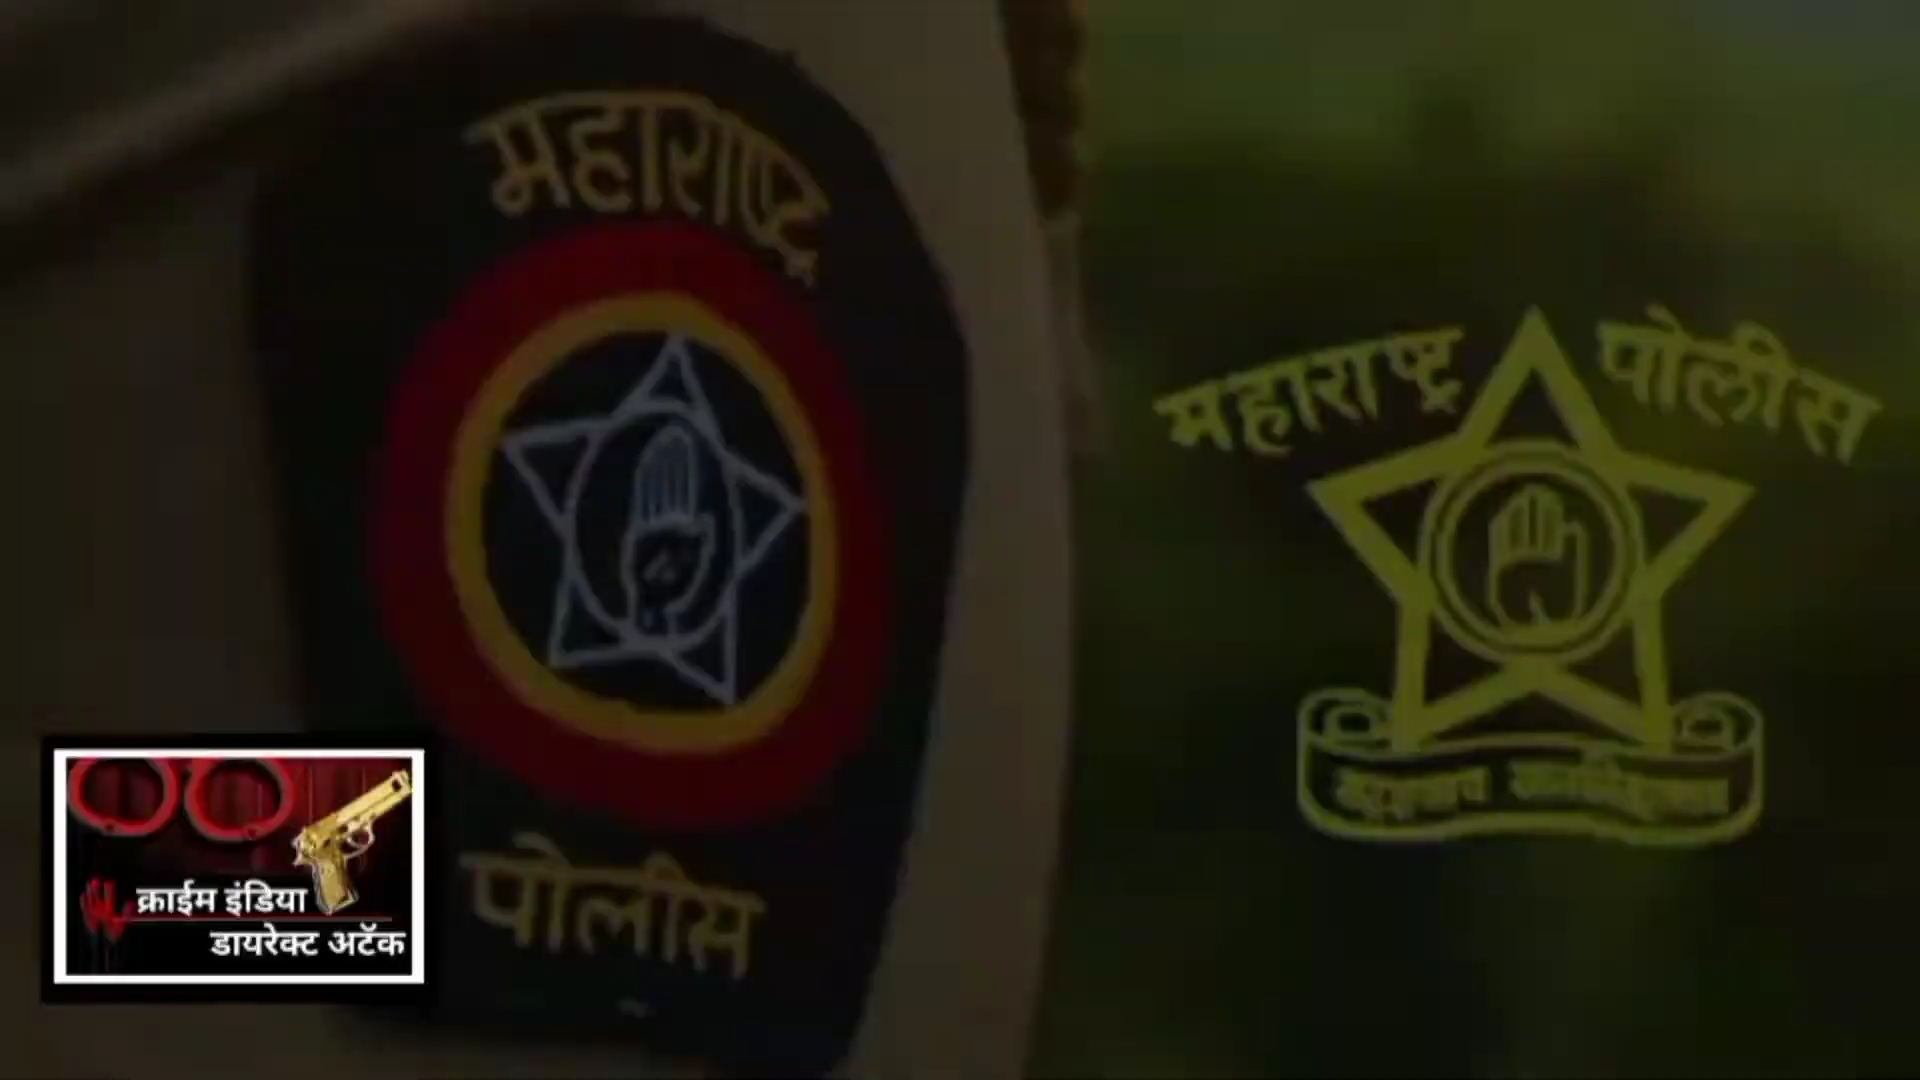 महाराष्ट्र
पोलीस
महाराष्ट्र पोलीस
क्राईम इंडिया
डायरेक्ट अटॅक